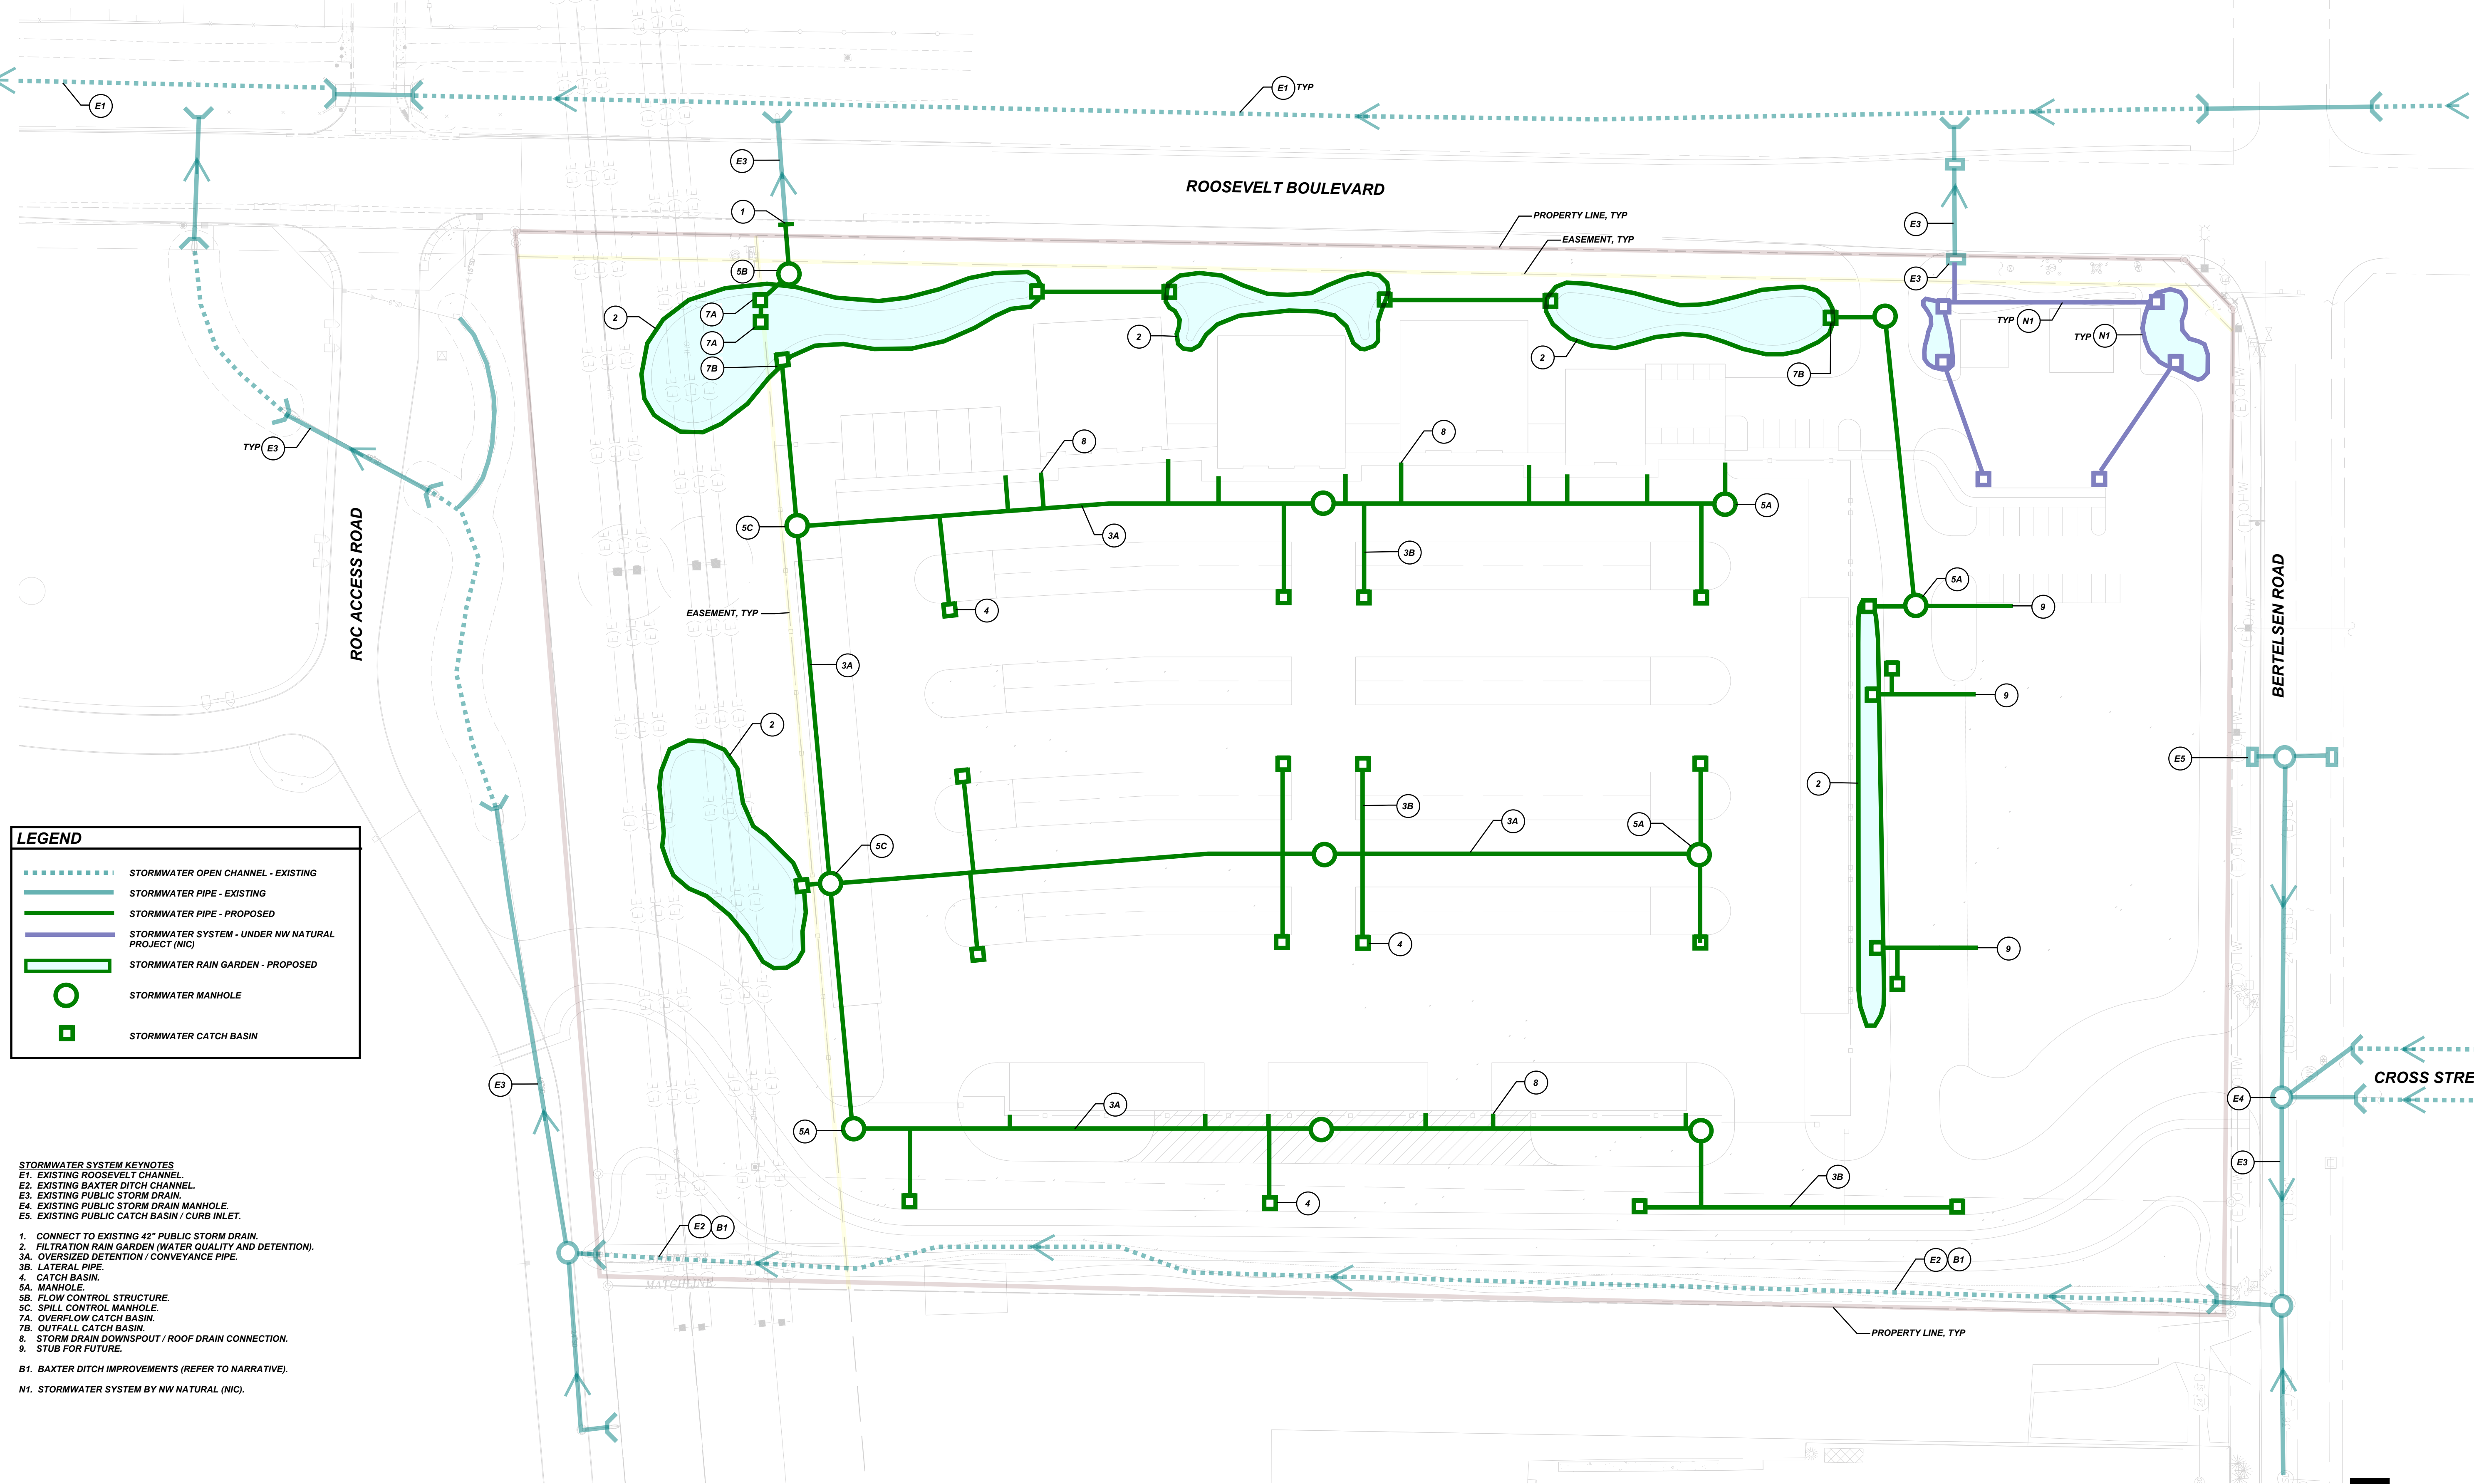 E1
E1 TYP
E3
ROOSEVELT BOULEVARD
1
PROPERTY LINE, TYP
E3
EASEMENT, TYP
5B
E3
2
7A
7A
2
2
7B
7B
TYP N1
TYP N1
TYP E3
8
8
5C
3A
5A
3B
ROC ACCESS ROAD
BERTELSEN ROAD
EASEMENT, TYP
4
5A
9
3A
9
2
2
E5
3B
3A
5A
5C
4
9
LEGEND
STORMWATER OPEN CHANNEL - EXISTING
STORMWATER PIPE - EXISTING
STORMWATER PIPE - PROPOSED
STORMWATER SYSTEM - UNDER NW NATURAL
PROJECT (NIC)
STORMWATER RAIN GARDEN - PROPOSED
STORMWATER MANHOLE
STORMWATER CATCH BASIN
E3
3A
8
CROSS STRE
E4
5A
E3
3B
4
E2 B1
E2 B1
MATCHLINE
PROPERTY LINE, TYP
STORMWATER SYSTEM KEYNOTES
E1. EXISTING ROOSEVELT CHANNEL.
E2. EXISTING BAXTER DITCH CHANNEL.
E3. EXISTING PUBLIC STORM DRAIN.
E4. EXISTING PUBLIC STORM DRAIN MANHOLE.
E5. EXISTING PUBLIC CATCH BASIN / CURB INLET.
1. CONNECT TO EXISTING 42" PUBLIC STORM DRAIN.
2. FILTRATION RAIN GARDEN (WATER QUALITY AND DETENTION).
3A. OVERSIZED DETENTION / CONVEYANCE PIPE.
3B. LATERAL PIPE.
4. CATCH BASIN.
5A. MANHOLE.
5B. FLOW CONTROL STRUCTURE.
5C. SPILL CONTROL MANHOLE.
7A. OVERFLOW CATCH BASIN.
7B. OUTFALL CATCH BASIN.
8. STORM DRAIN DOWNSPOUT / ROOF DRAIN CONNECTION.
9. STUB FOR FUTURE.
B1. BAXTER DITCH IMPROVEMENTS (REFER TO NARRATIVE).
N1. STORMWATER SYSTEM BY NW NATURAL (NIC).